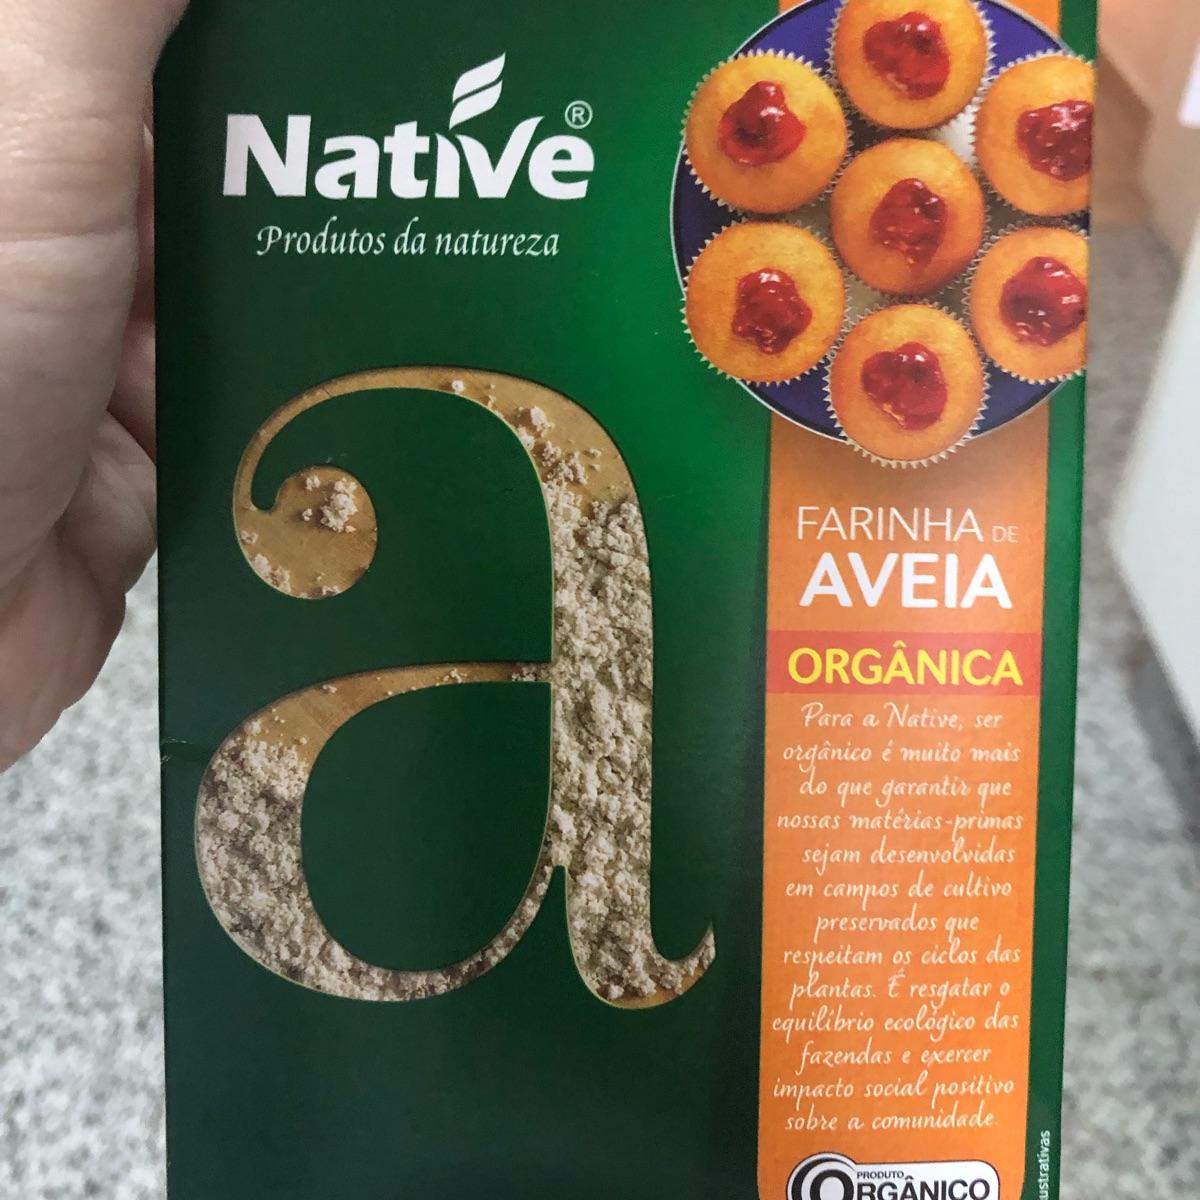 Native®
Produtos da natureza
a
FARINHA DE
AVEIA
ORGÂNICA
Para a Native, ser
orgânico é muito mais
do que garantir que
nossas matérias-primas
sejam desenvolvidas
em campos de cultivo
preservados que
respeitam os ciclos das
plantas. É resgatar o
equilíbrio ecológico das
fazendas e exercer
impacto social positivo
sobre a comunidade.
PRODUTO
ORGÂNICO